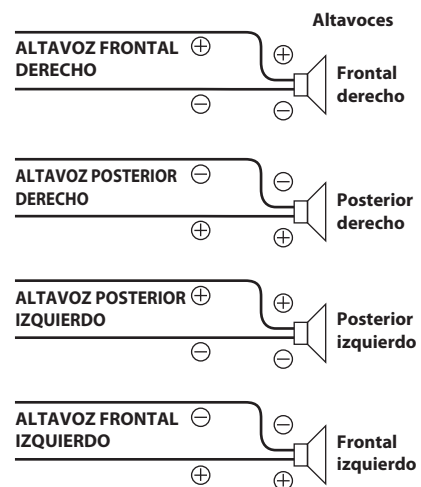 Altavoces
ALTAVOZ FRONTAL ⊕ ⊕
DERECHO
Frontal
derecho
⊖ ⊖
ALTAVOZ POSTERIOR ⊖ ⊖
DERECHO
Posterior
derecho
⊕ ⊕
ALTAVOZ POSTERIOR ⊕ ⊕
IZQUIERDO
Posterior
izquierdo
⊖ ⊖
ALTAVOZ FRONTAL ⊖ ⊖
IZQUIERDO
Frontal
izquierdo
⊕ ⊕